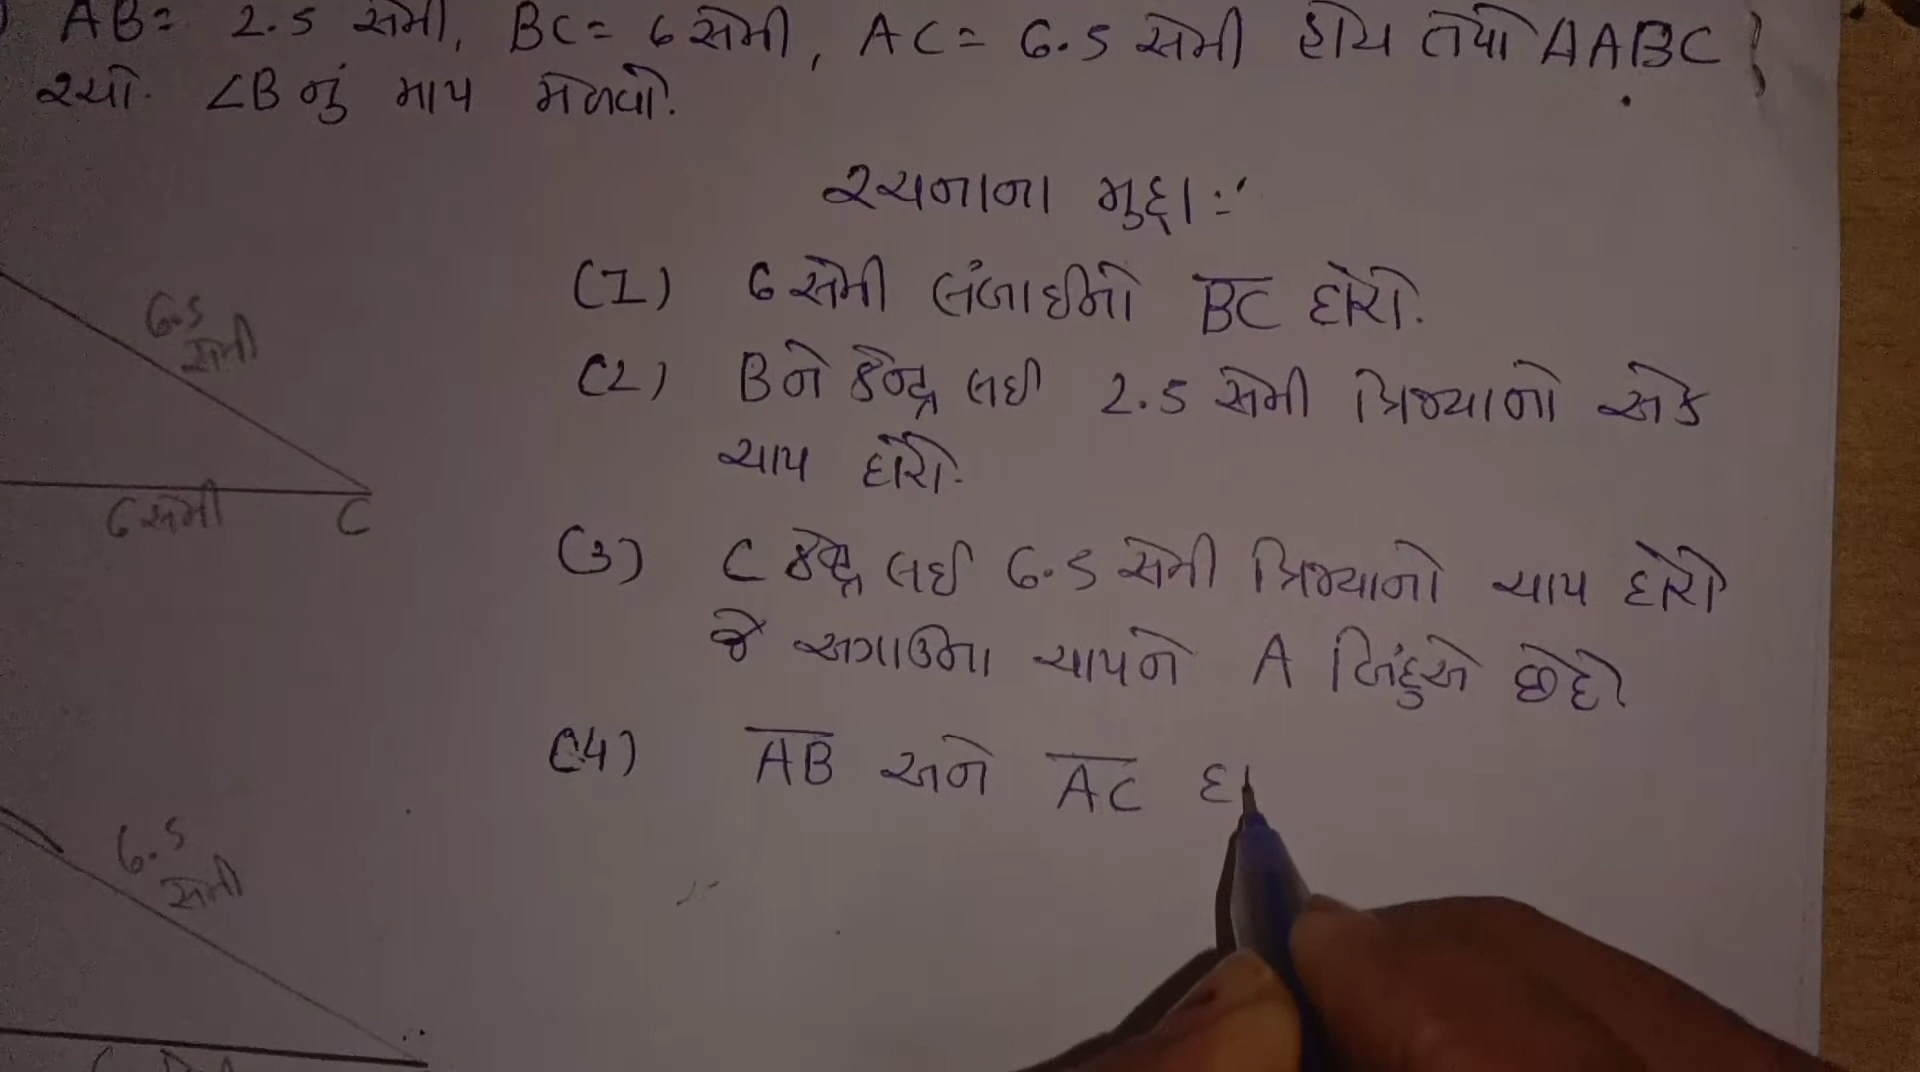 AB = 2.5 સેમી, BC = 6 સેમી, AC = 6.5 સેમી હોય તેવો ΔABC
રચો. ∠B નું માપ મેળવો.
રચનાના મુદ્દા :-
(1) 6 સેમી લંબાઈનો BC દોરો.
(2) B ને કેન્દ્ર લઈ 2.5 સેમી ત્રિજ્યાનો એક
ચાપ દોરો.
(3) C કેન્દ્ર લઈ 6.5 સેમી ત્રિજ્યાનો ચાપ દોરો
જે અગાઉના ચાપને A બિંદુએ છેદે.
(4) AB અને AC દા
6.5
સેમી
6 સેમી
C
6.5
સેમી